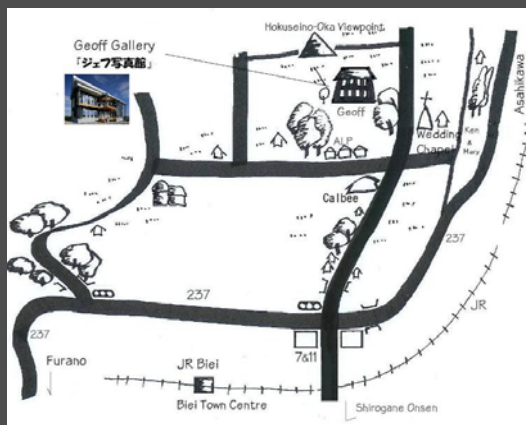 Hokuseino-Oka Viewpoint
Geoff Gallery
「ジェフ写真館」
Geoff
ALP
Wedding
Chapel
Ken
&
Mary
Asahikawa
Calbee
237
237
237
JR
7&11
Furano
JR Biei
Biei Town Centre
Shirogane Onsen